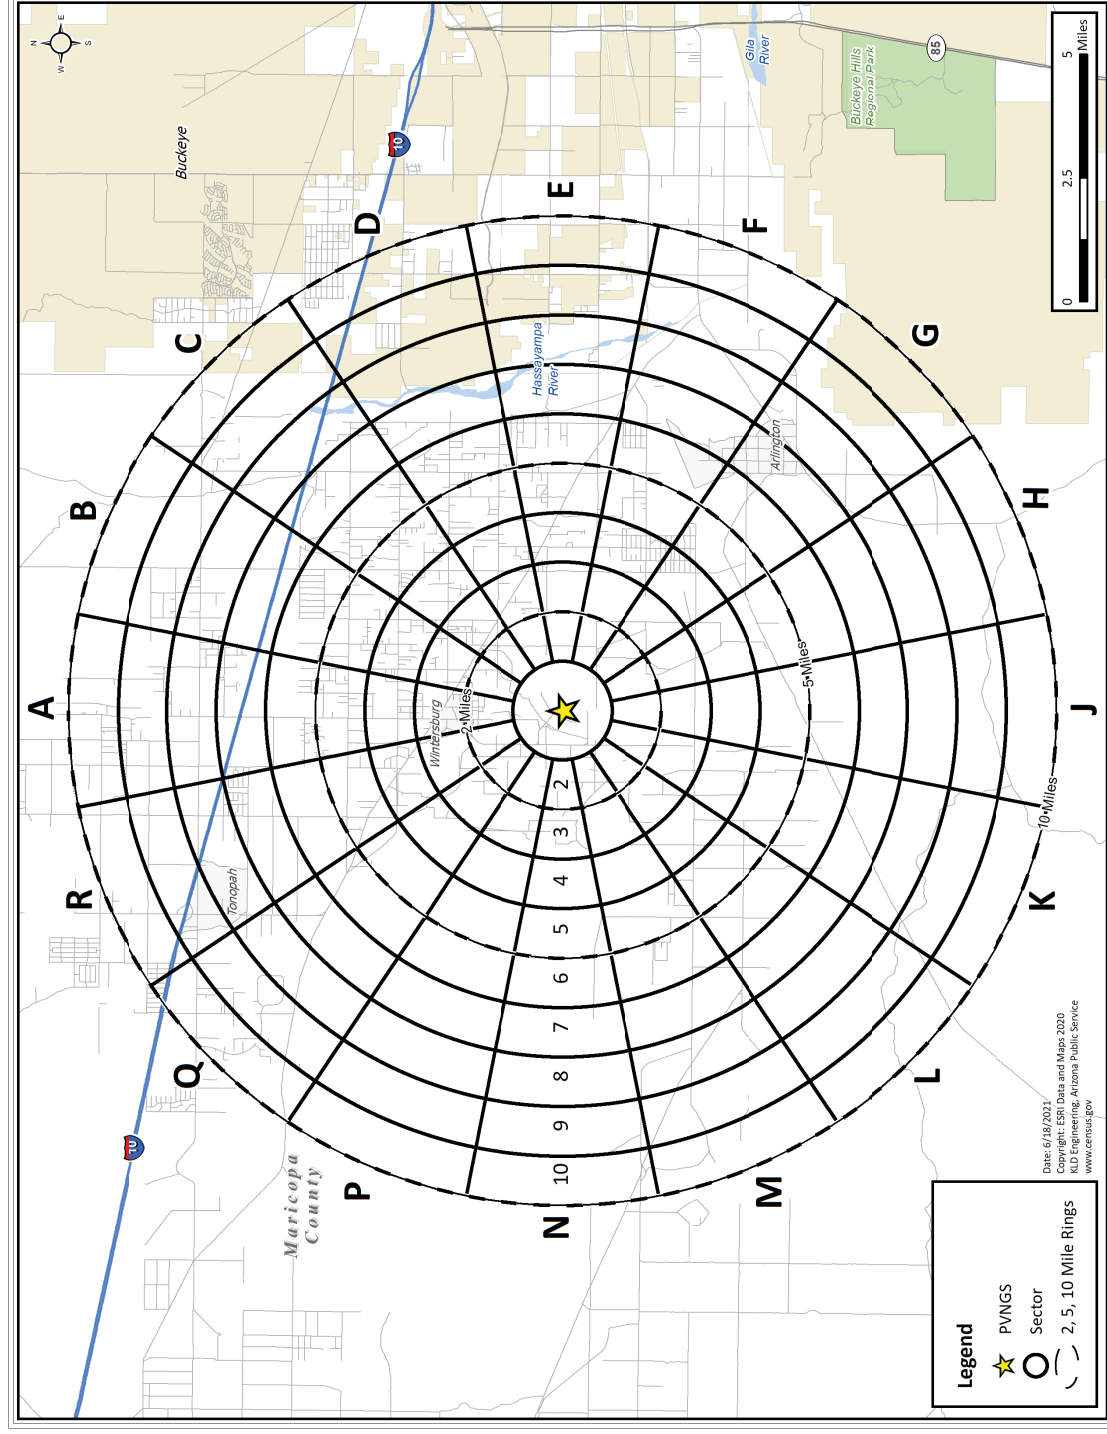 N
E
S
W
Buckeye
10
Gila
River
85
Buckeye Hills
Regional Park
0
2.5
5
Miles
A
B
C
D
E
F
G
H
J
K
L
M
N
P
Q
R
Hassayampa
River
Arlington
Wintersburg
Tonopah
2 Miles
5 Miles
10 Miles
2
3
4
5
6
7
8
9
10
10
Maricopa
County
Date: 6/18/2021
Copyright: ESRI Data and Maps 2020
KLD Engineering, Arizona Public Service
www.census.gov
Legend
PVNGS
Sector
2, 5, 10 Mile Rings